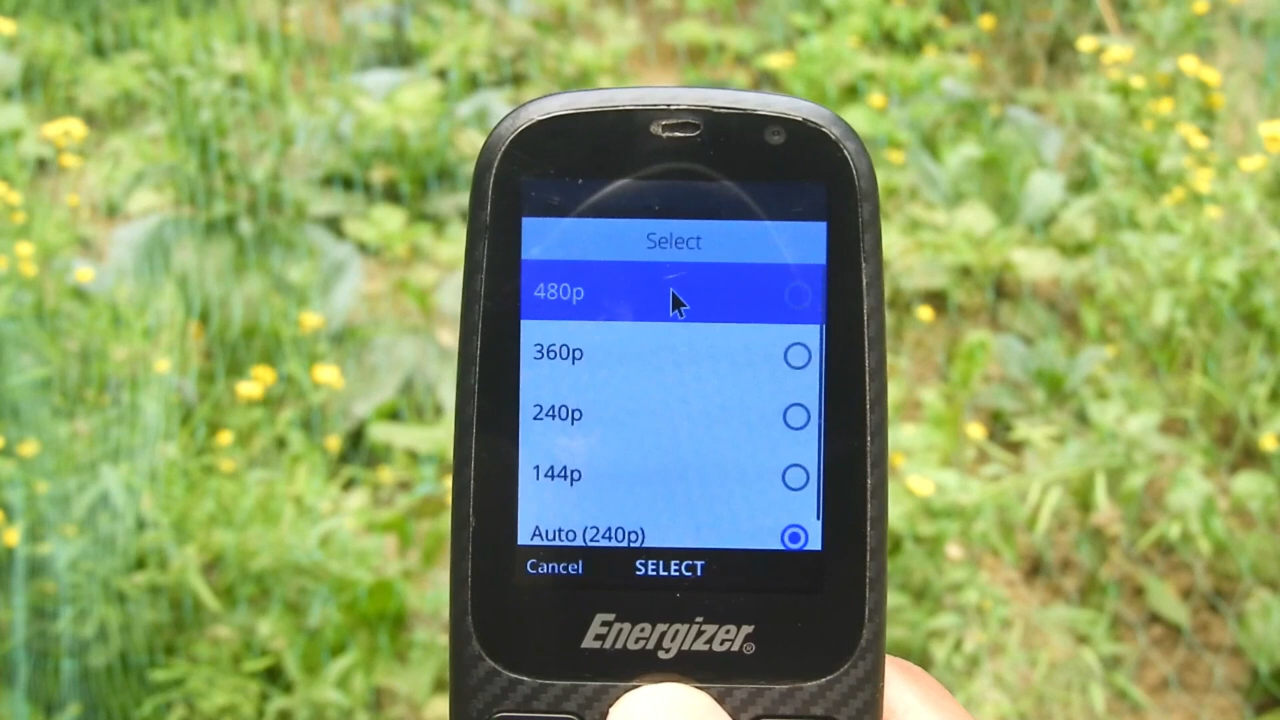 Select
480p
360p
240p
144p
Auto (240p)
Cancel SELECT
Energizer®